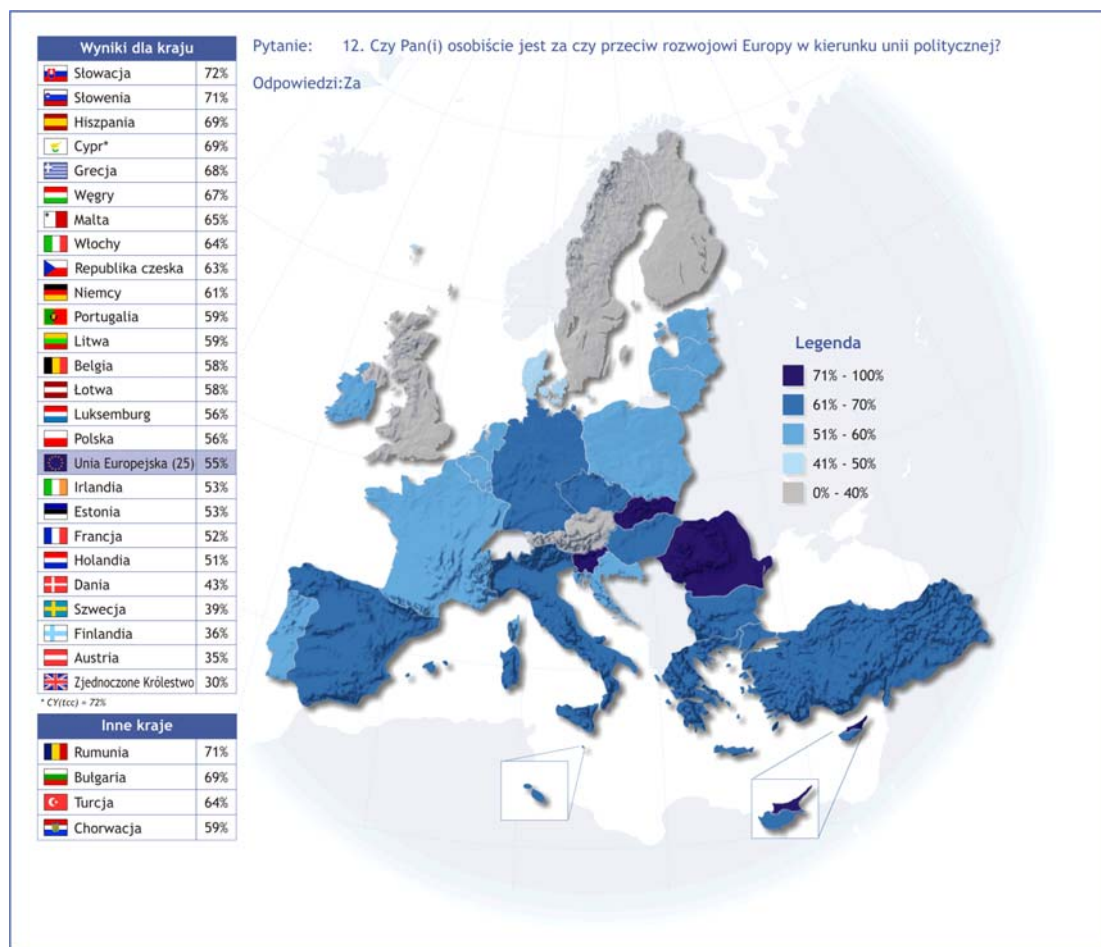 Pytanie: 12. Czy Pan(i) osobiście jest za czy przeciw rozwojowi Europy w kierunku unii politycznej?
Odpowiedzi:Za
Wyniki dla kraju
Słowacja 72%
Słowenia 71%
Hiszpania 69%
Cypr* 69%
Grecja 68%
Węgry 67%
Malta 65%
Włochy 64%
Republika czeska 63%
Niemcy 61%
Portugalia 59%
Litwa 59%
Belgia 58%
Łotwa 58%
Luksemburg 56%
Polska 56%
Unia Europejska (25) 55%
Irlandia 53%
Estonia 53%
Francja 52%
Holandia 51%
Dania 43%
Szwecja 39%
Finlandia 36%
Austria 35%
Zjednoczone Królestwo 30%
* CY(tcc) = 72%
Inne kraje
Rumunia 71%
Bułgaria 69%
Turcja 64%
Chorwacja 59%
Legenda
71% - 100%
61% - 70%
51% - 60%
41% - 50%
0% - 40%